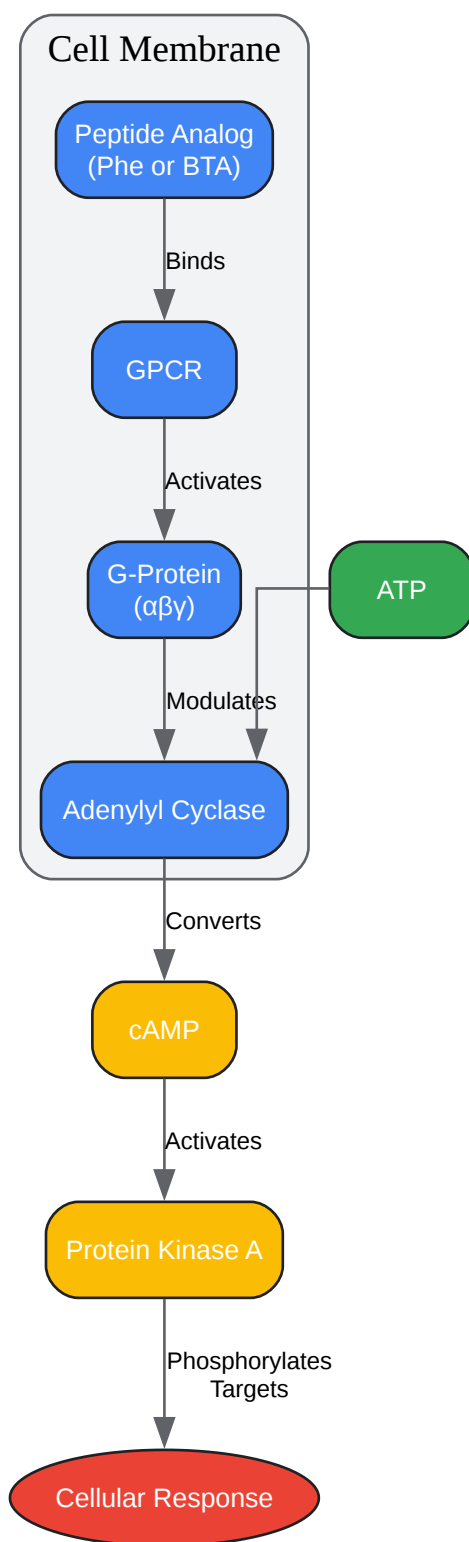 Cell Membrane
Peptide Analog
(Phe or BTA)
Binds
GPCR
Activates
G-Protein
(αβγ)
ATP
Modulates
Adenylyl Cyclase
Converts
cAMP
Activates
Protein Kinase A
Phosphorylates
Targets
Cellular Response